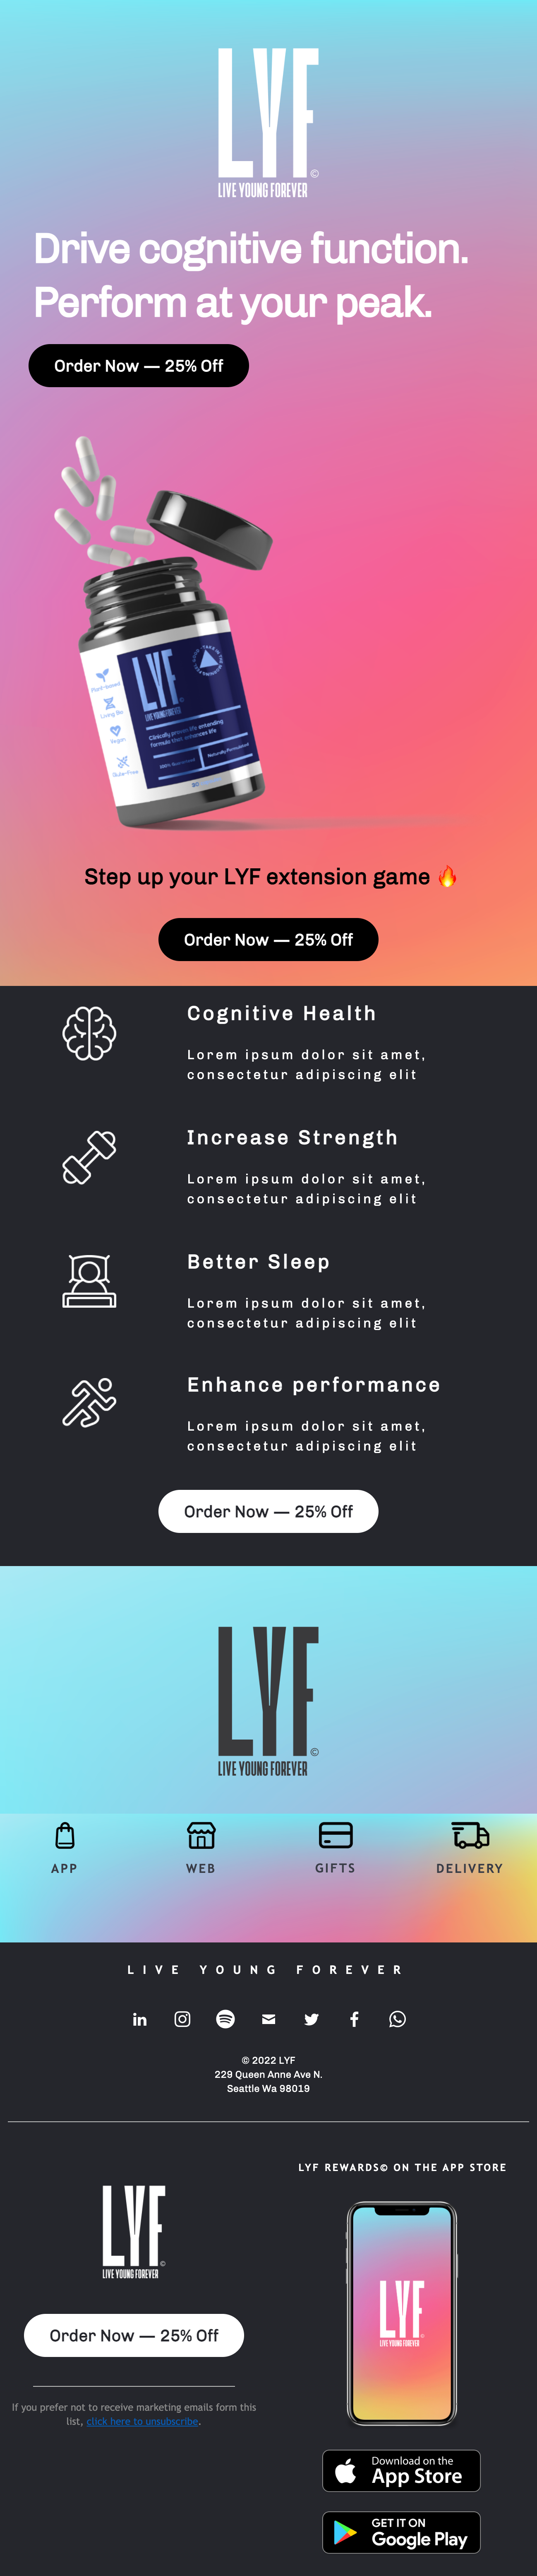 LYF
©
LIVE YOUNG FOREVER
Drive cognitive function.
Perform at your peak.
Order Now — 25% Off
LYF
LIVE YOUNG FOREVER
Plant-based
Living Bio
Vegan
Clinically proven life extending
formula that enhances life
100% Guaranteed
Naturally Formulated
Step up your LYF extension game 🔥
Order Now — 25% Off
Cognitive Health
Lorem ipsum dolor sit amet,
consectetur adipiscing elit
Increase Strength
Lorem ipsum dolor sit amet,
consectetur adipiscing elit
Better Sleep
Lorem ipsum dolor sit amet,
consectetur adipiscing elit
Enhance performance
Lorem ipsum dolor sit amet,
consectetur adipiscing elit
Order Now — 25% Off
LYF
©
LIVE YOUNG FOREVER
APP
WEB
GIFTS
DELIVERY
LIVE YOUNG FOREVER
© 2022 LYF
229 Queen Anne Ave N.
Seattle Wa 98019
LYF
©
LIVE YOUNG FOREVER
Order Now — 25% Off
If you prefer not to receive marketing emails form this
list, click here to unsubscribe.
LYF REWARDS© ON THE APP STORE
LYF
LIVE YOUNG FOREVER
Download on the
App Store
GET IT ON
Google Play